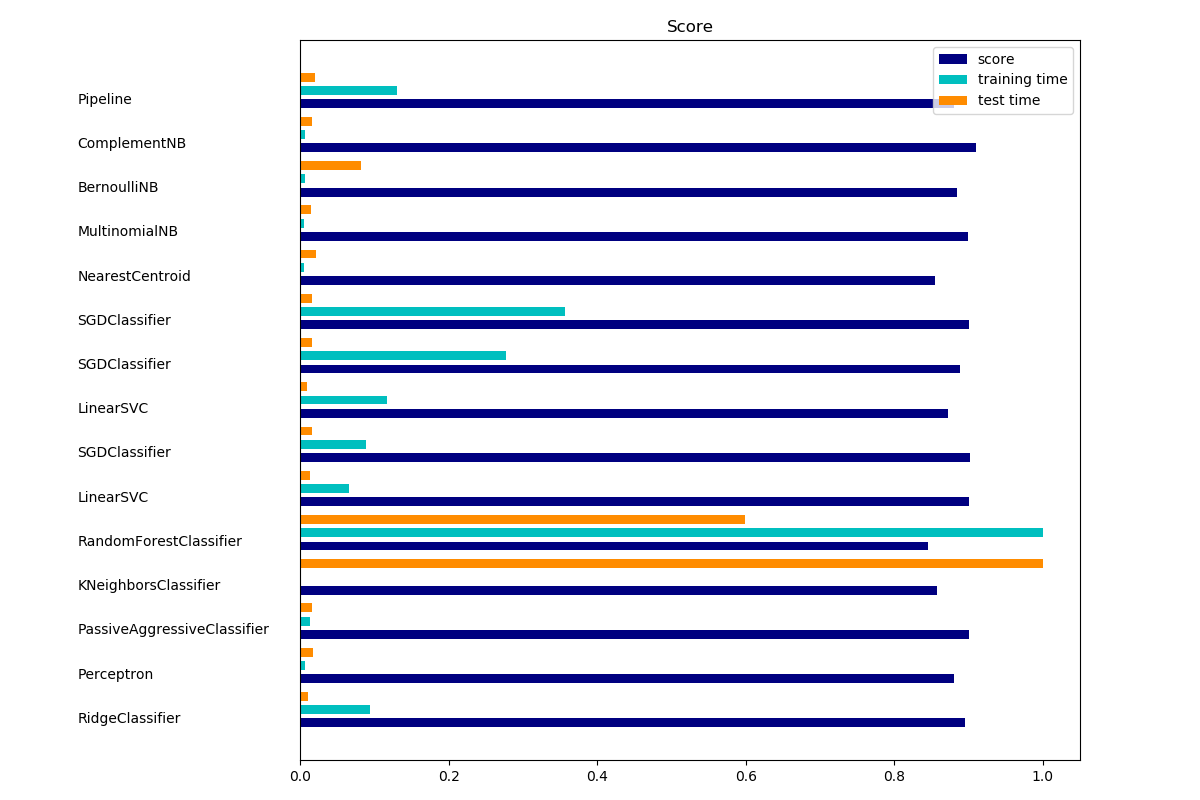 Score
score
training time
test time
Pipeline
ComplementNB
BernoulliNB
MultinomialNB
NearestCentroid
SGDClassifier
SGDClassifier
LinearSVC
SGDClassifier
LinearSVC
RandomForestClassifier
KNeighborsClassifier
PassiveAggressiveClassifier
Perceptron
RidgeClassifier
0.0 0.2 0.4 0.6 0.8 1.0